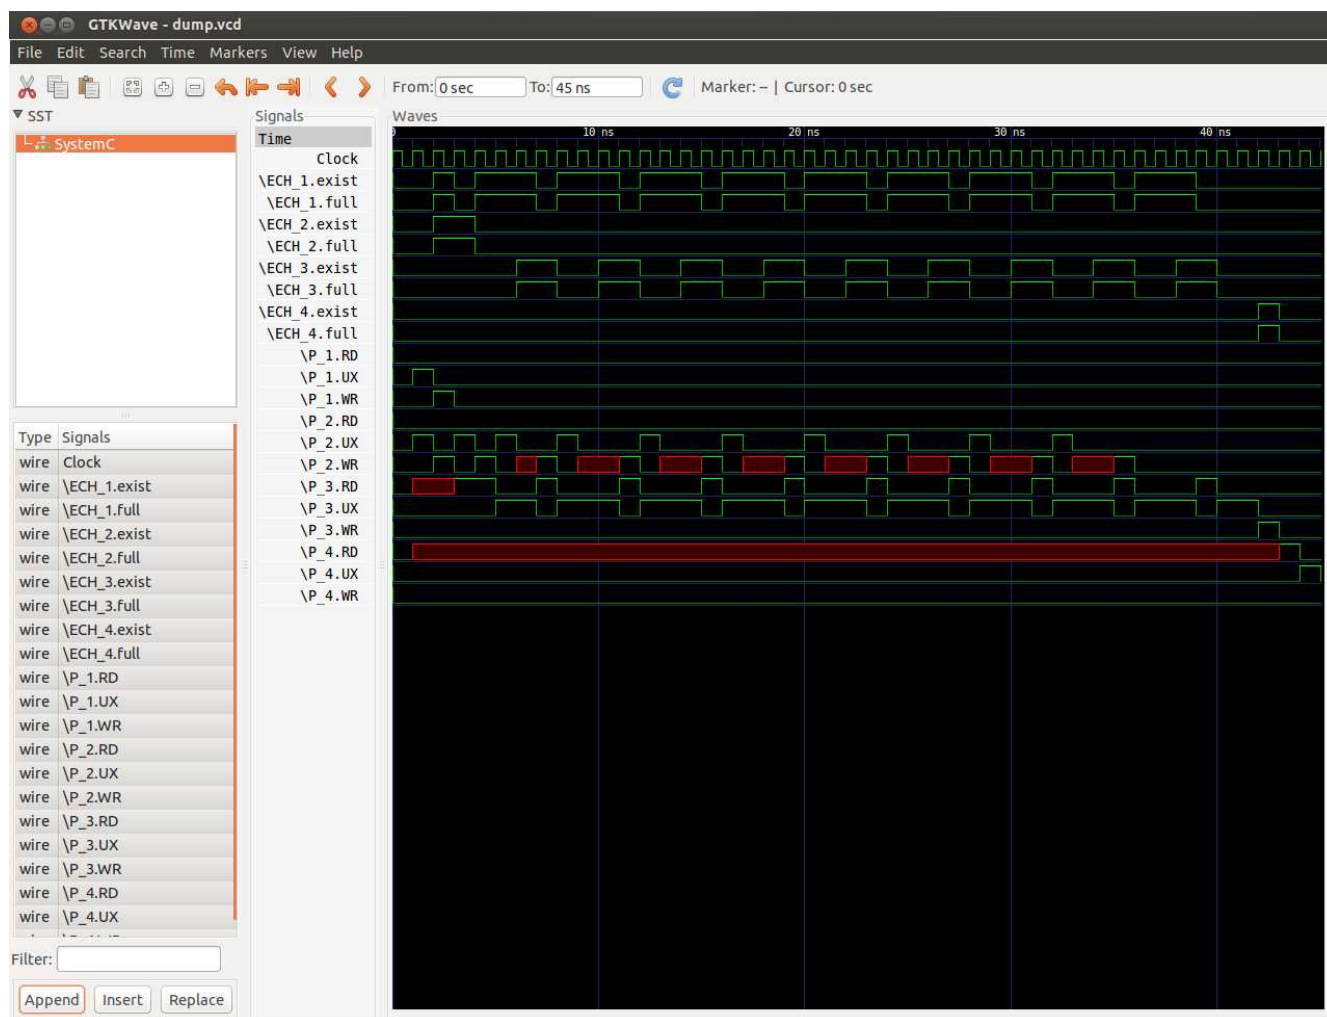 GTKWave - dump.vcd
File Edit Search Time Markers View Help
From: 0 sec To: 45 ns Marker: -- | Cursor: 0 sec
SST
SystemC
Type Signals
wire Clock
wire \ECH_1.exist
wire \ECH_1.full
wire \ECH_2.exist
wire \ECH_2.full
wire \ECH_3.exist
wire \ECH_3.full
wire \ECH_4.exist
wire \ECH_4.full
wire \P_1.RD
wire \P_1.UX
wire \P_1.WR
wire \P_2.RD
wire \P_2.UX
wire \P_2.WR
wire \P_3.RD
wire \P_3.UX
wire \P_3.WR
wire \P_4.RD
wire \P_4.UX
Filter:
Append Insert Replace
Signals
Time
Clock
\ECH_1.exist
\ECH_1.full
\ECH_2.exist
\ECH_2.full
\ECH_3.exist
\ECH_3.full
\ECH_4.exist
\ECH_4.full
\P_1.RD
\P_1.UX
\P_1.WR
\P_2.RD
\P_2.UX
\P_2.WR
\P_3.RD
\P_3.UX
\P_3.WR
\P_4.RD
\P_4.UX
\P_4.WR
Waves
10 ns 20 ns 30 ns 40 ns